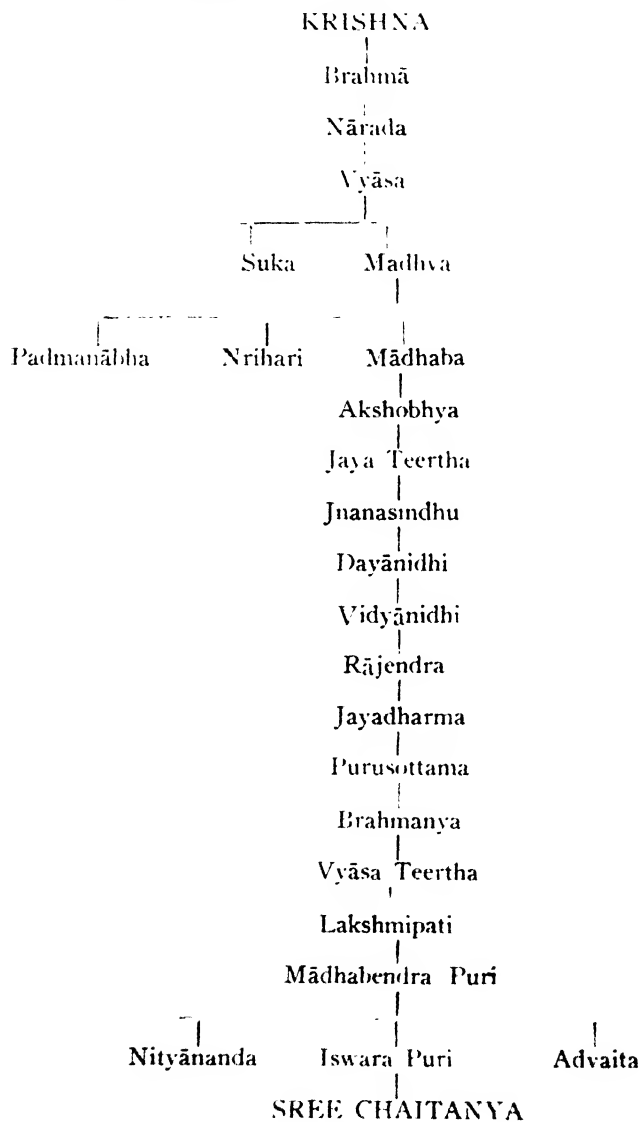 KRISHNA
Brahmā
Nārada
Vyāsa
Suka Madhva
Padmanābha Nrihari Mādhaba
Akshobhya
Jaya Teertha
Jnanasindhu
Dayānidhi
Vidyānidhi
Rājendra
Jayadharma
Purusottama
Brahmanya
Vyāsa Teertha
Lakshmipati
Mādhabendra Puri
Nityānanda Iswara Puri Advaita
SREE CHAITANYA